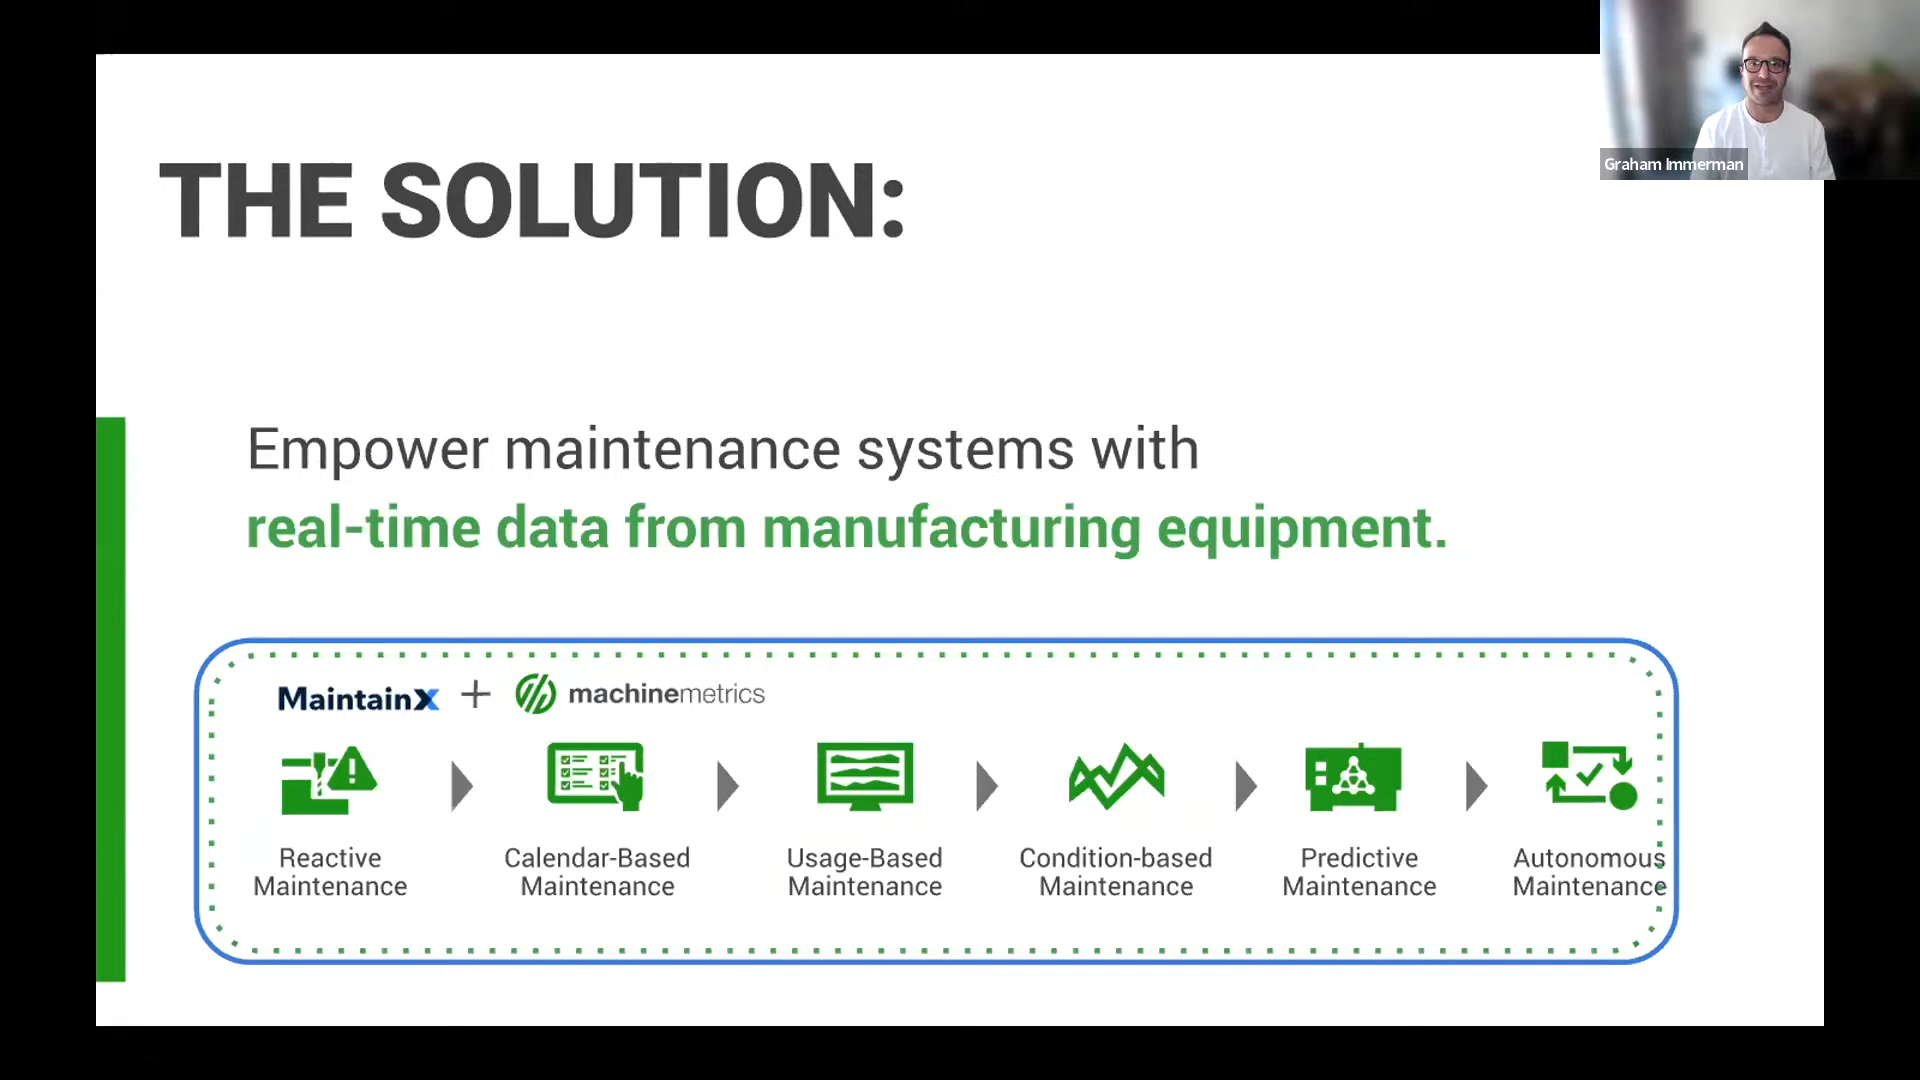 Graham Immerman
THE SOLUTION:
Empower maintenance systems with
real-time data from manufacturing equipment.
MaintainX + machinemetrics
Reactive
Maintenance
Calendar-Based
Maintenance
Usage-Based
Maintenance
Condition-based
Maintenance
Predictive
Maintenance
Autonomous
Maintenance